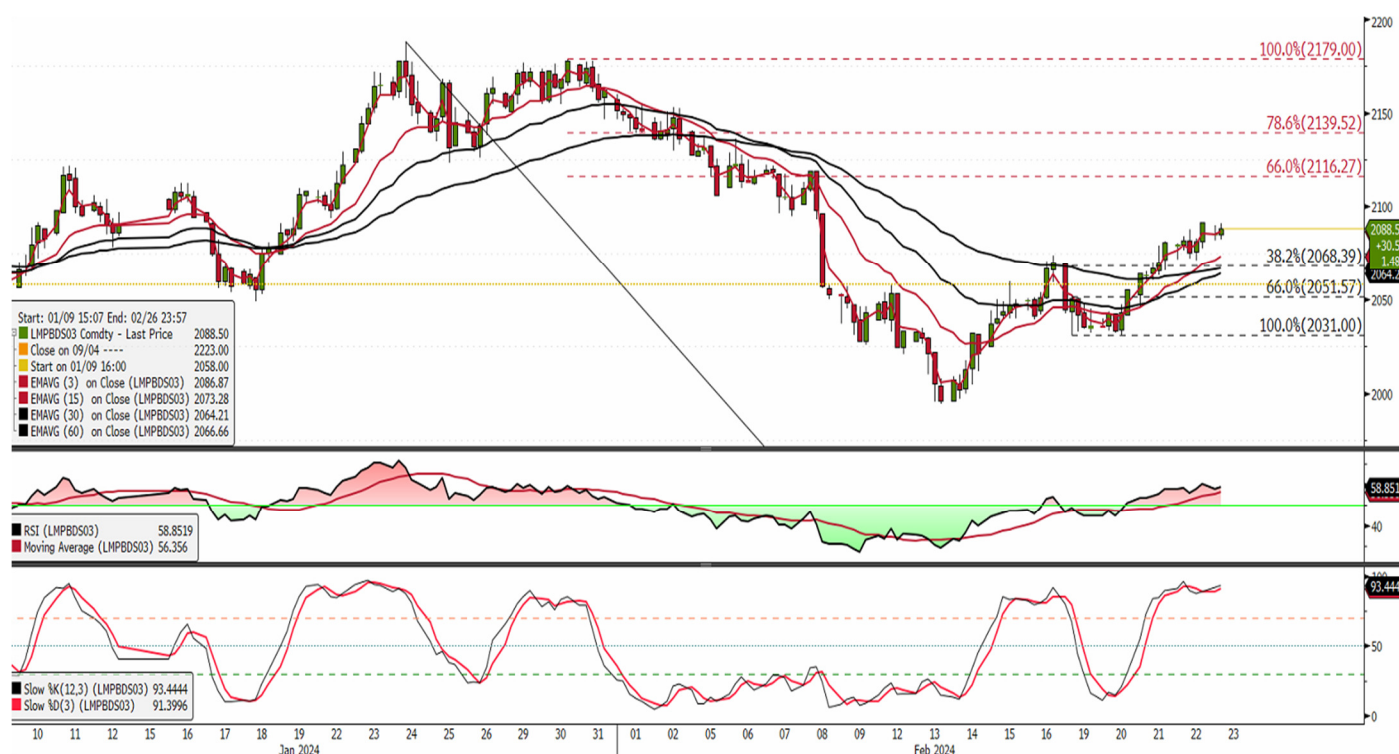 2200
100.0%(2179.00)
2150
78.6%(2139.52)
66.0%(2116.27)
2100
2088.5
+30.5
1.48
38.2%(2068.39)
2064.2
66.0%(2051.57)
2050
100.0%(2031.00)
2000
Start: 01/09 15:07 End: 02/26 23:57
LMPBDS03 Comdty - Last Price 2088.50
Close on 09/04 ---- 2223.00
Start on 01/09 16:00 2058.00
EMAVG (3) on Close (LMPBDS03) 2086.87
EMAVG (15) on Close (LMPBDS03) 2073.28
EMAVG (30) on Close (LMPBDS03) 2064.21
EMAVG (60) on Close (LMPBDS03) 2066.66
58.851
40
RSI (LMPBDS03) 58.8519
Moving Average (LMPBDS03) 56.356
100
93.444
50
0
Slow %K(12,3) (LMPBDS03) 93.4444
Slow %D(3) (LMPBDS03) 91.3996
10 11 12 15 16 17 18 19 22 23 24 25 26 29 30 31 01 02 05 06 07 08 09 12 13 14 15 16 19 20 21 22 23
Jan 2024 Feb 2024